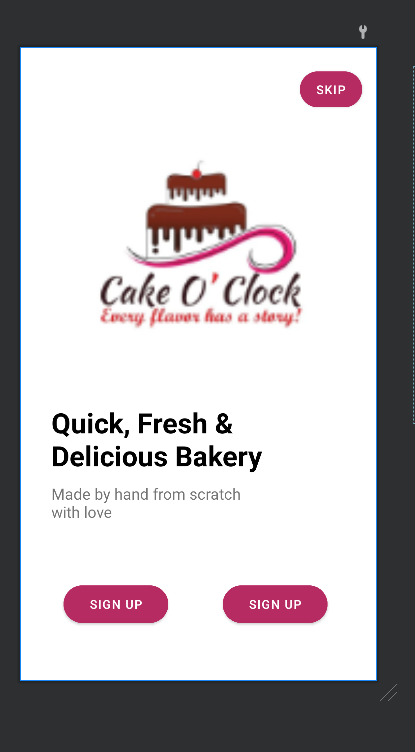 SKIP
Cake O'Clock
Every flavor has a story!
Quick, Fresh &
Delicious Bakery
Made by hand from scratch
with love
SIGN UP
SIGN UP